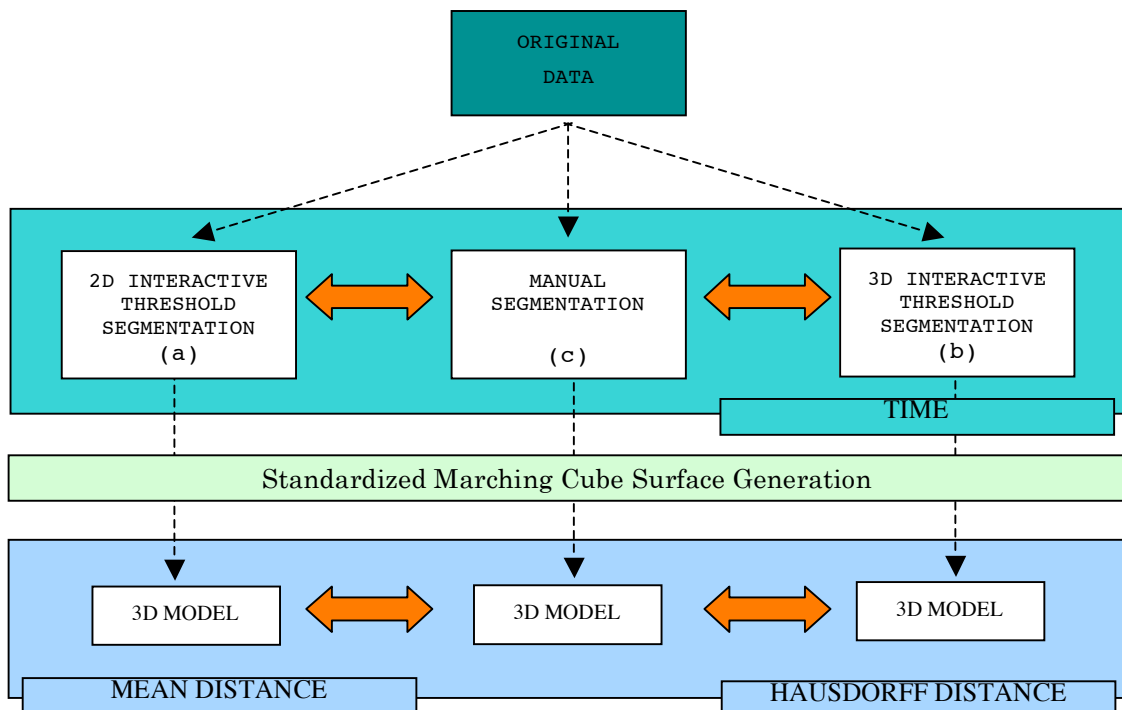 ORIGINAL
DATA
2D INTERACTIVE
THRESHOLD
SEGMENTATION
(a)
MANUAL
SEGMENTATION
(c)
3D INTERACTIVE
THRESHOLD
SEGMENTATION
(b)
TIME
Standardized Marching Cube Surface Generation
3D MODEL
3D MODEL
3D MODEL
MEAN DISTANCE
HAUSDORFF DISTANCE